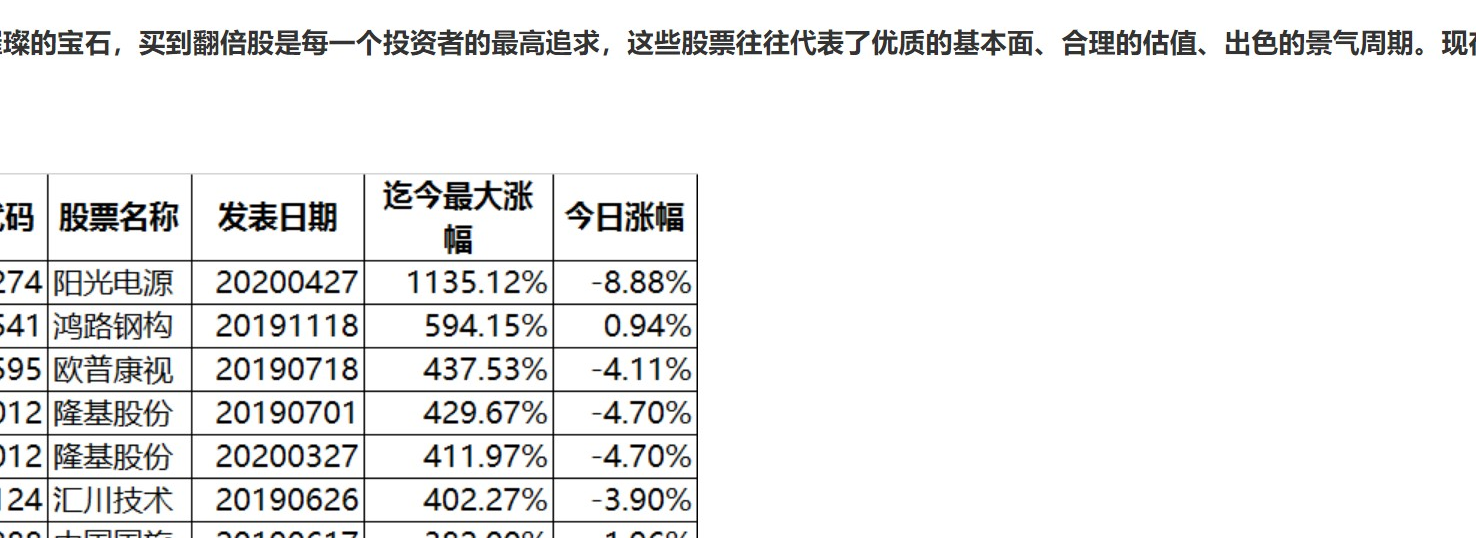 璨的宝石，买到翻倍股是每一个投资者的最高追求，这些股票往往代表了优质的基本面、合理的估值、出色的景气周期。现
码 股票名称 发表日期 迄今最大涨幅 今日涨幅
274 阳光电源 20200427 1135.12% -8.88%
541 鸿路钢构 20191118 594.15% 0.94%
595 欧普康视 20190718 437.53% -4.11%
012 隆基股份 20190701 429.67% -4.70%
012 隆基股份 20200327 411.97% -4.70%
124 汇川技术 20190626 402.27% -3.90%